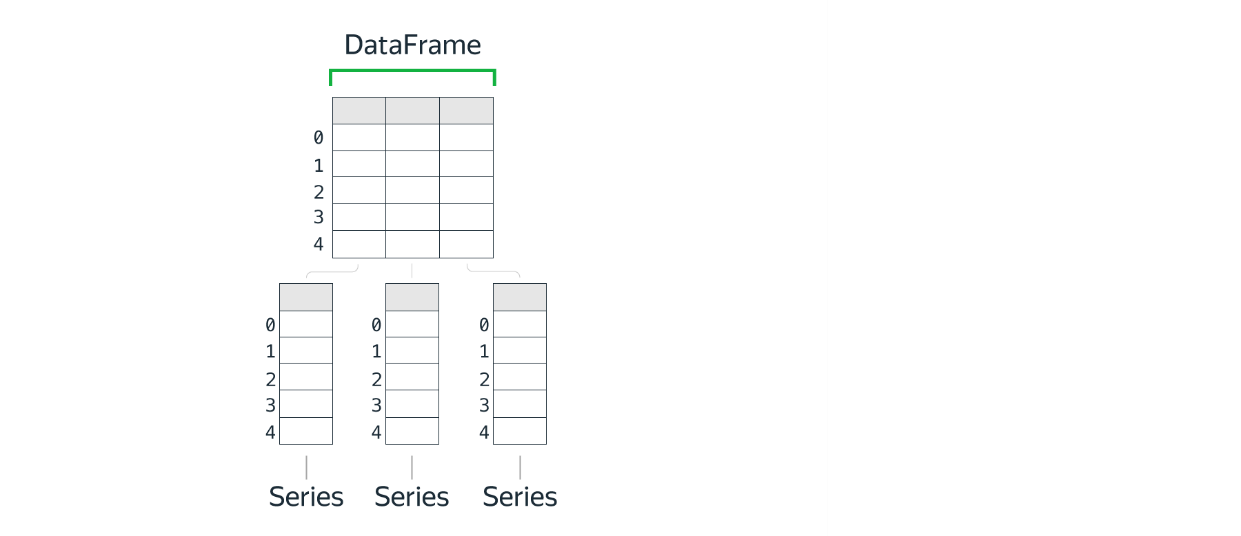 DataFrame
0
1
2
3
4
0 0 0
1 1 1
2 2 2
3 3 3
4 4 4
Series Series Series